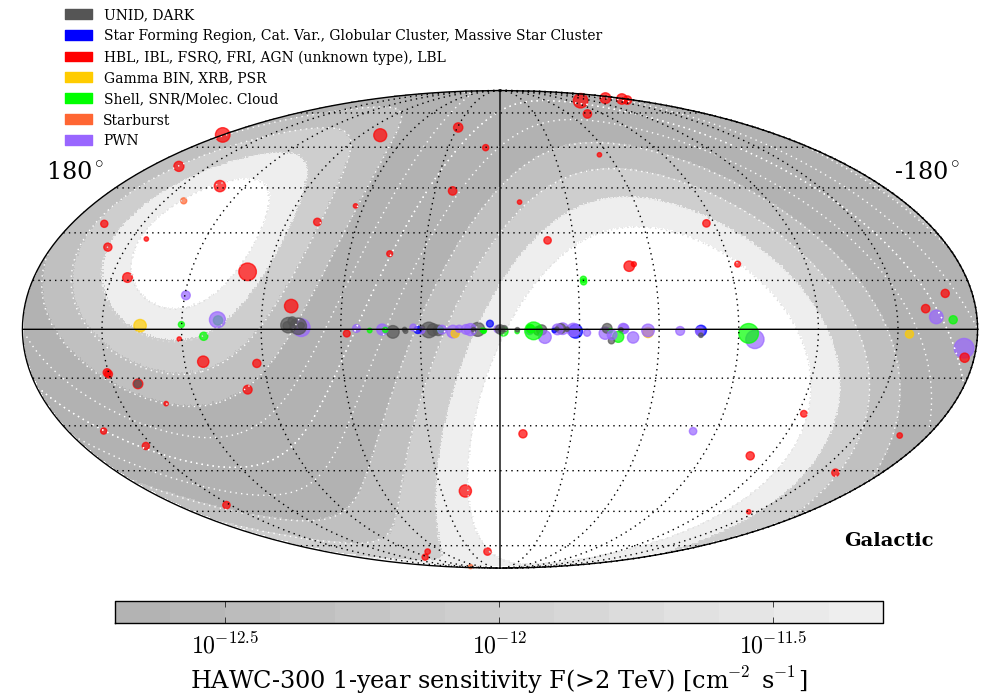 UNID, DARK
Star Forming Region, Cat. Var., Globular Cluster, Massive Star Cluster
HBL, IBL, FSRQ, FRI, AGN (unknown type), LBL
Gamma BIN, XRB, PSR
Shell, SNR/Molec. Cloud
Starburst
PWN
180° -180°
Galactic
10⁻¹²·⁵ 10⁻¹² 10⁻¹¹·⁵
HAWC-300 1-year sensitivity F(>2 TeV) [cm⁻² s⁻¹]